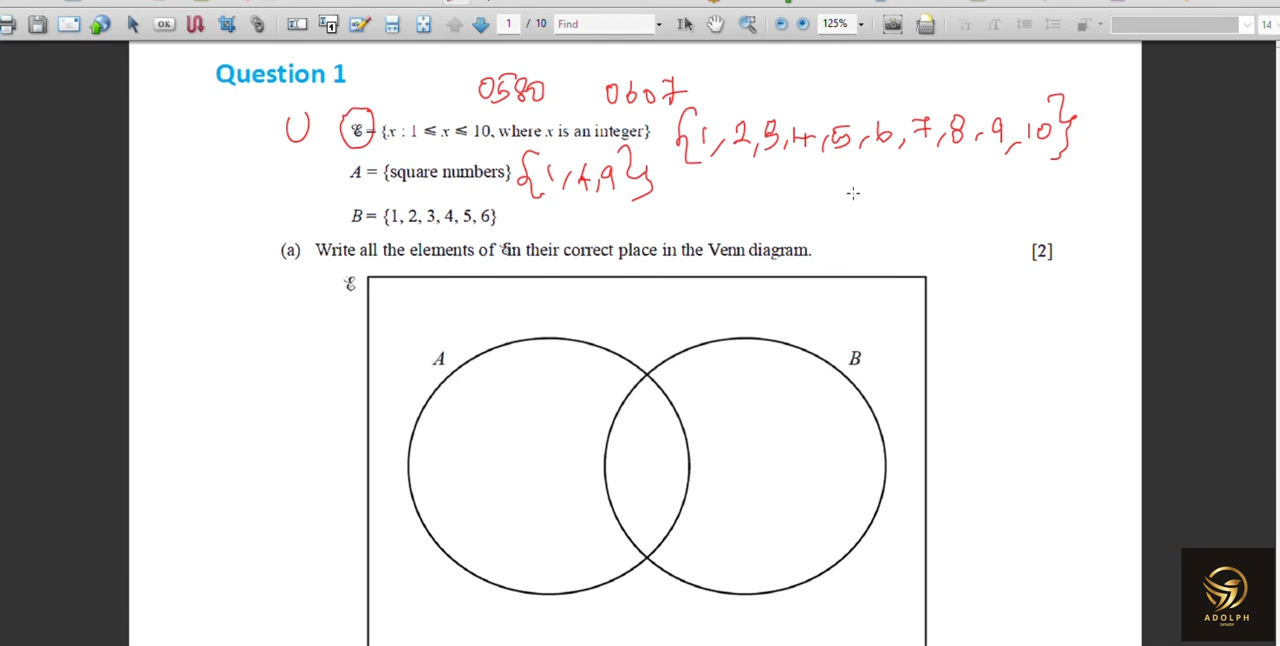 1 / 10 Find 125% 14
Question 1
0580 0607
U ℰ = {x : 1 ⩽ x ⩽ 10, where x is an integer} {1, 2, 3, 4, 5, 6, 7, 8, 9, 10}
A = {square numbers} {1, 4, 9}
B = {1, 2, 3, 4, 5, 6}
(a) Write all the elements of ℰ in their correct place in the Venn diagram. [2]
ℰ
A B
ADOLPH